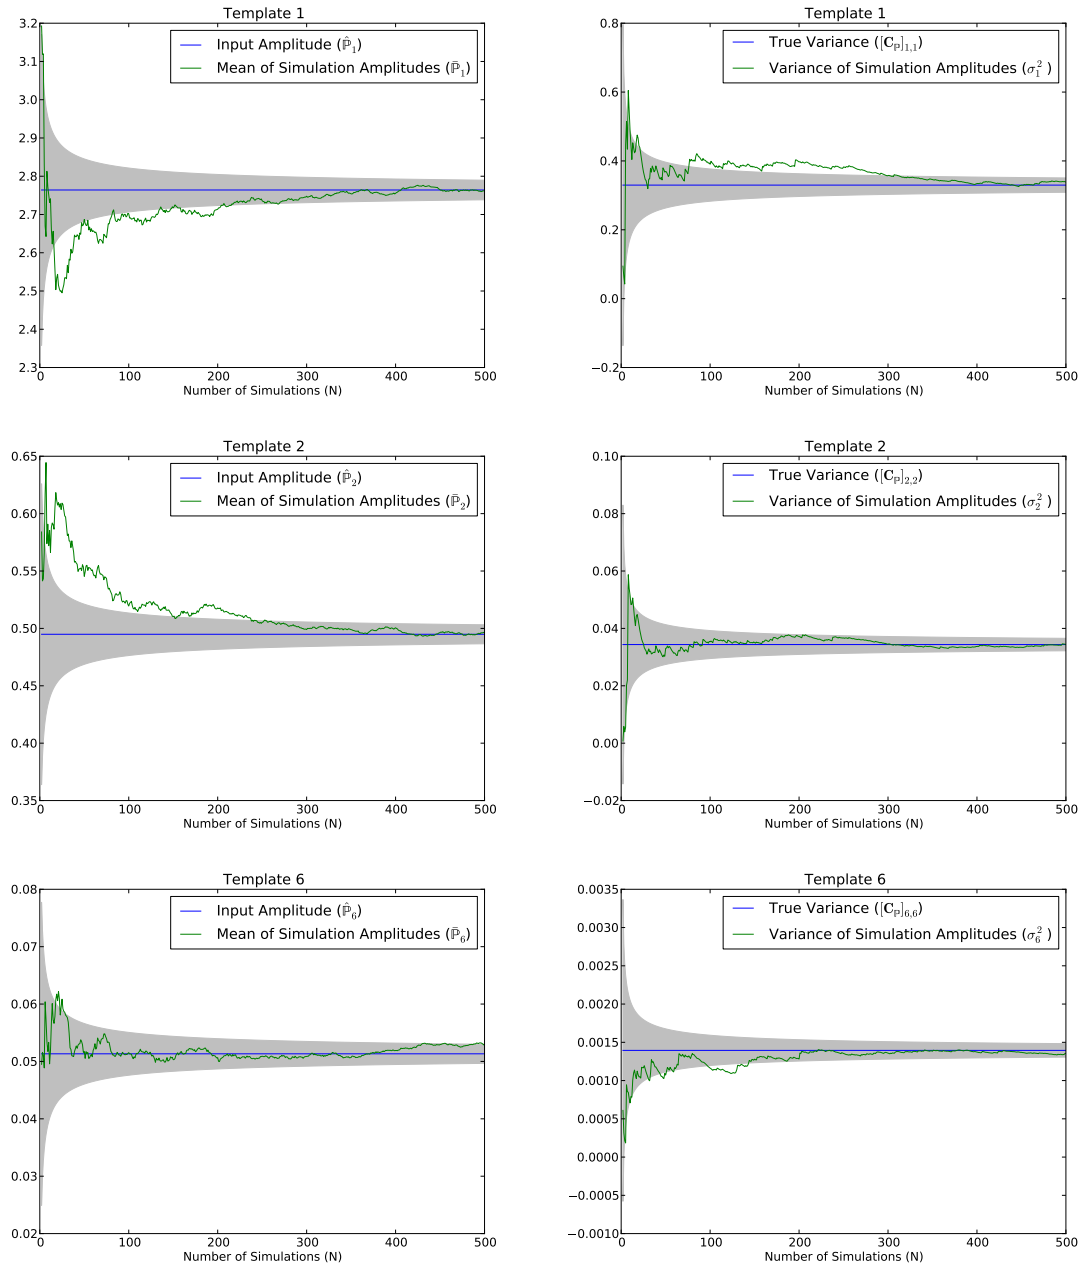 Template 1
3.2
3.1
3.0
2.9
2.8
2.7
2.6
2.5
2.4
2.3
0 100 200 300 400 500
Number of Simulations (N)
Input Amplitude (ℙ̂₁)
Mean of Simulation Amplitudes (ℙ̄₁)
Template 1
0.8
0.6
0.4
0.2
0.0
−0.2
0 100 200 300 400 500
Number of Simulations (N)
True Variance ([C_ℙ]₁,₁)
Variance of Simulation Amplitudes (σ₁²)
Template 2
0.65
0.60
0.55
0.50
0.45
0.40
0.35
0 100 200 300 400 500
Number of Simulations (N)
Input Amplitude (ℙ̂₂)
Mean of Simulation Amplitudes (ℙ̄₂)
Template 2
0.10
0.08
0.06
0.04
0.02
0.00
−0.02
0 100 200 300 400 500
Number of Simulations (N)
True Variance ([C_ℙ]₂,₂)
Variance of Simulation Amplitudes (σ₂²)
Template 6
0.08
0.07
0.06
0.05
0.04
0.03
0.02
0 100 200 300 400 500
Number of Simulations (N)
Input Amplitude (ℙ̂₆)
Mean of Simulation Amplitudes (ℙ̄₆)
Template 6
0.0035
0.0030
0.0025
0.0020
0.0015
0.0010
0.0005
0.0000
−0.0005
−0.0010
0 100 200 300 400 500
Number of Simulations (N)
True Variance ([C_ℙ]₆,₆)
Variance of Simulation Amplitudes (σ₆²)